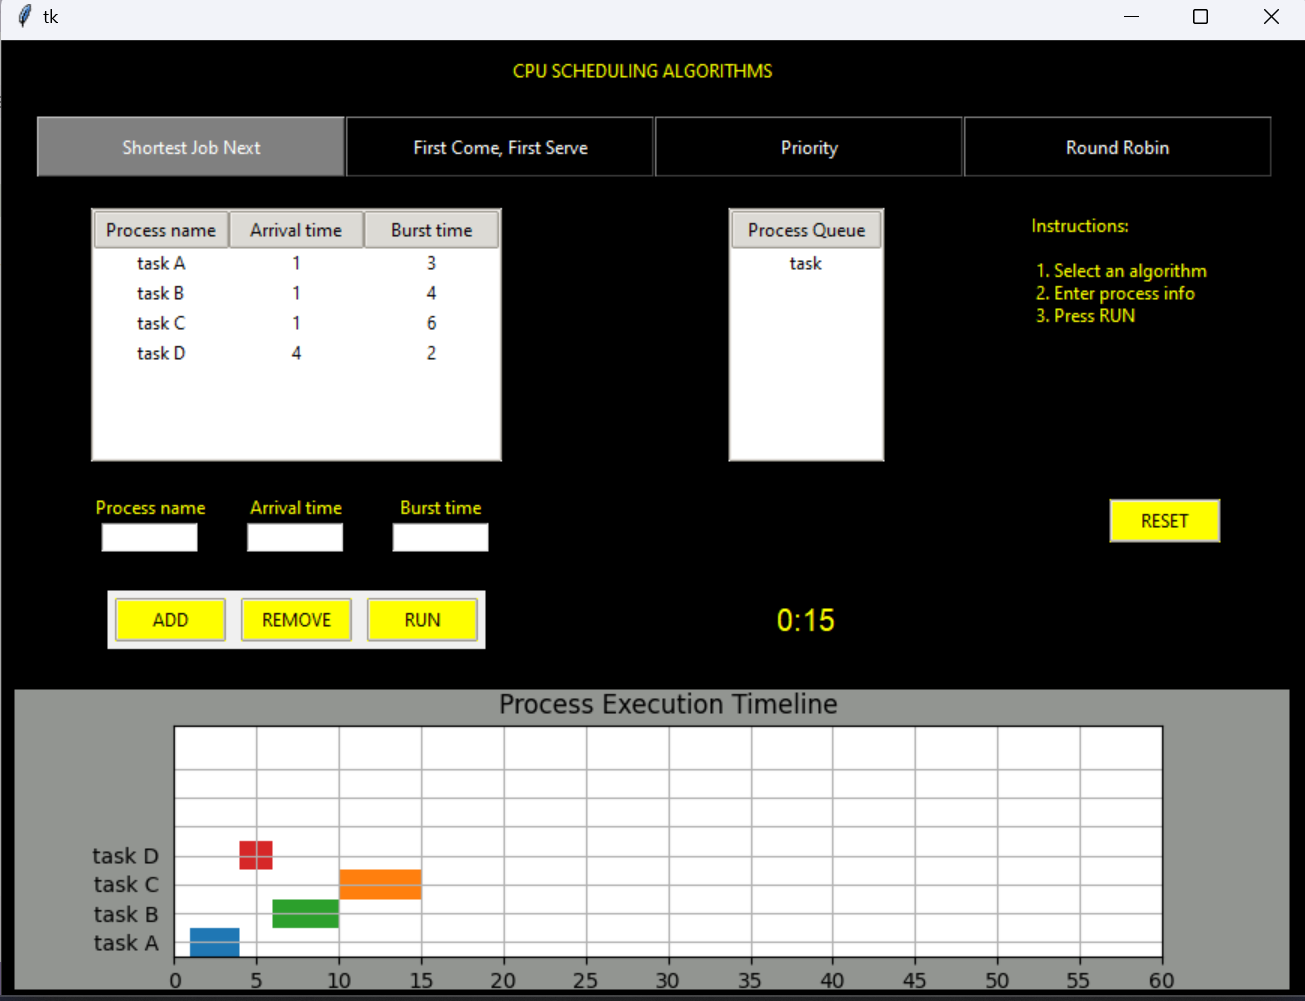 tk
CPU SCHEDULING ALGORITHMS
Shortest Job Next First Come, First Serve Priority Round Robin
Process name Arrival time Burst time
task A 1 3
task B 1 4
task C 1 6
task D 4 2
Process Queue
task
Instructions:
1. Select an algorithm
2. Enter process info
3. Press RUN
Process name Arrival time Burst time
RESET
ADD REMOVE RUN
0:15
Process Execution Timeline
task D
task C
task B
task A
0 5 10 15 20 25 30 35 40 45 50 55 60